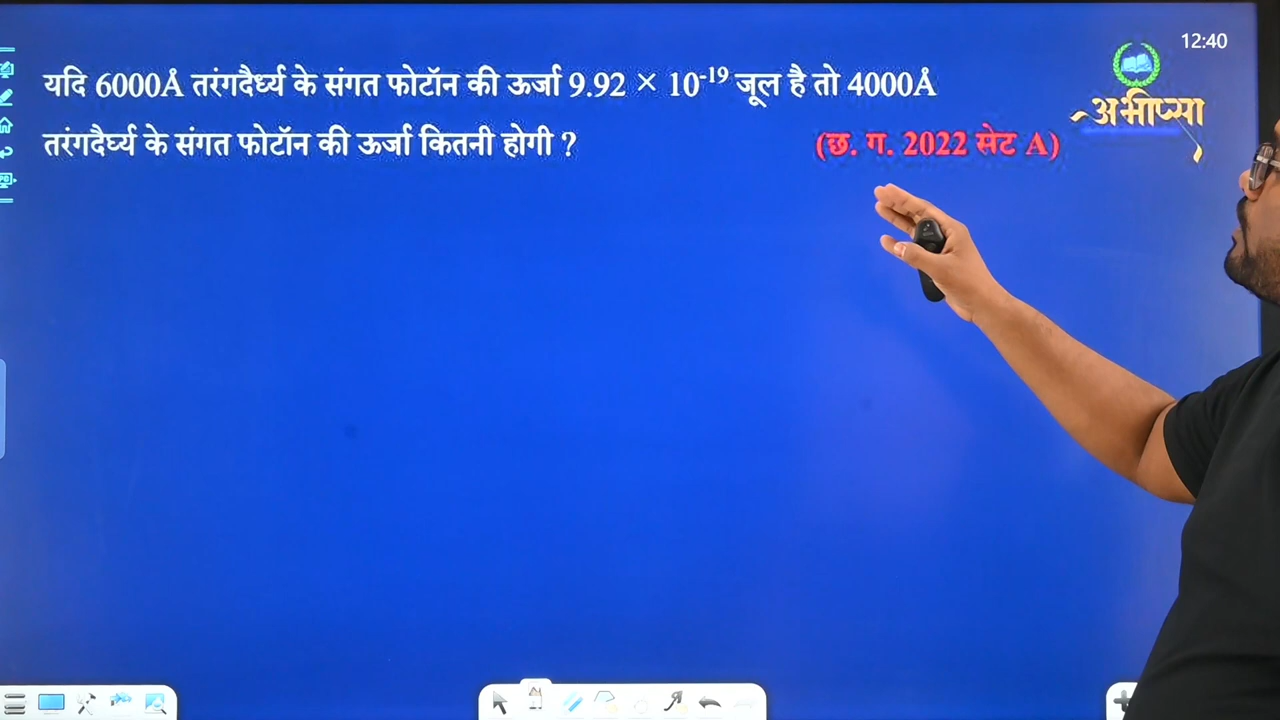 12:40
यदि 6000Å तरंगदैर्ध्य के संगत फोटॉन की ऊर्जा 9.92 × 10⁻¹⁹ जूल है तो 4000Å
तरंगदैर्घ्य के संगत फोटॉन की ऊर्जा कितनी होगी ?
(छ. ग. 2022 सेट A)
अभीप्सा